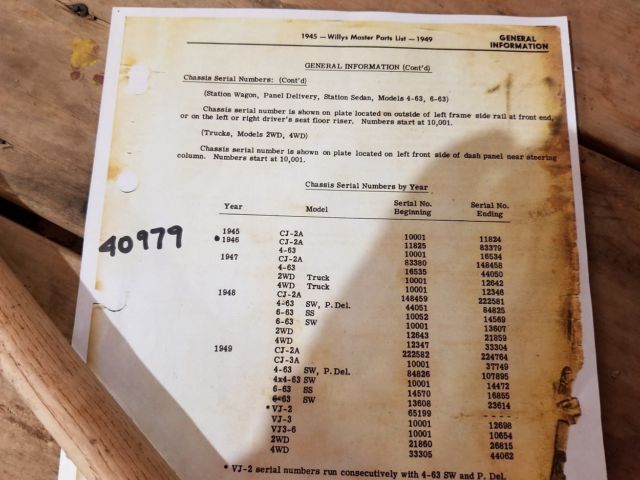 1945 — Willys Master Parts List — 1949
GENERAL
INFORMATION
GENERAL INFORMATION (Cont'd)
Chassis Serial Numbers: (Cont'd)
(Station Wagon, Panel Delivery, Station Sedan, Models 4-63, 6-63)
Chassis serial number is shown on plate located on outside of left frame side rail at front end,
or on the left or right driver's seat floor riser. Numbers start at 10,001.
(Trucks, Models 2WD, 4WD)
Chassis serial number is shown on plate located on left front side of dash panel near steering
column. Numbers start at 10,001.
Chassis Serial Numbers by Year
Year Model Serial No. Beginning Serial No. Ending
1945 CJ-2A 10001 11824
• 1946 CJ-2A 11825 83379
4-63 10001 16534
1947 CJ-2A 83380 148458
4-63 16535 44050
2WD Truck 10001 12642
4WD Truck 10001 12346
1948 CJ-2A 148459 222581
4-63 SW, P. Del. 44051 84825
6-63 SS 10052 14569
6-63 SW 10001 13607
2WD 12643 21859
4WD 12347 33304
1949 CJ-2A 222582 224764
CJ-3A 10001 37749
4-63 SW, P. Del. 84826 107895
4x4-63 SW 10001 14472
6-63 SS 14570 16855
6-63 SW 13608 23614
* VJ-2 65199 - - - - -
VJ-3 10001 12698
VJ3-6 10001 10654
2WD 21860 26815
4WD 33305 44062
* VJ-2 serial numbers run consecutively with 4-63 SW and P. Del.
40979